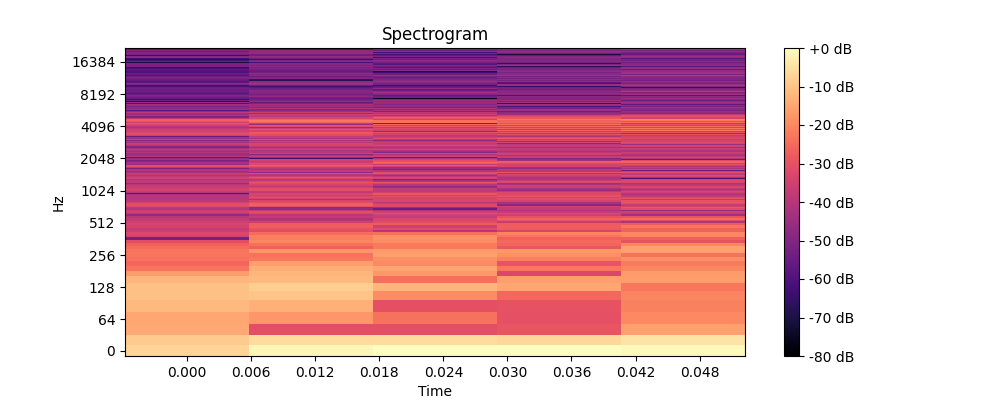 Spectrogram
Hz
16384
8192
4096
2048
1024
512
256
128
64
0
0.000 0.006 0.012 0.018 0.024 0.030 0.036 0.042 0.048
Time
+0 dB
-10 dB
-20 dB
-30 dB
-40 dB
-50 dB
-60 dB
-70 dB
-80 dB